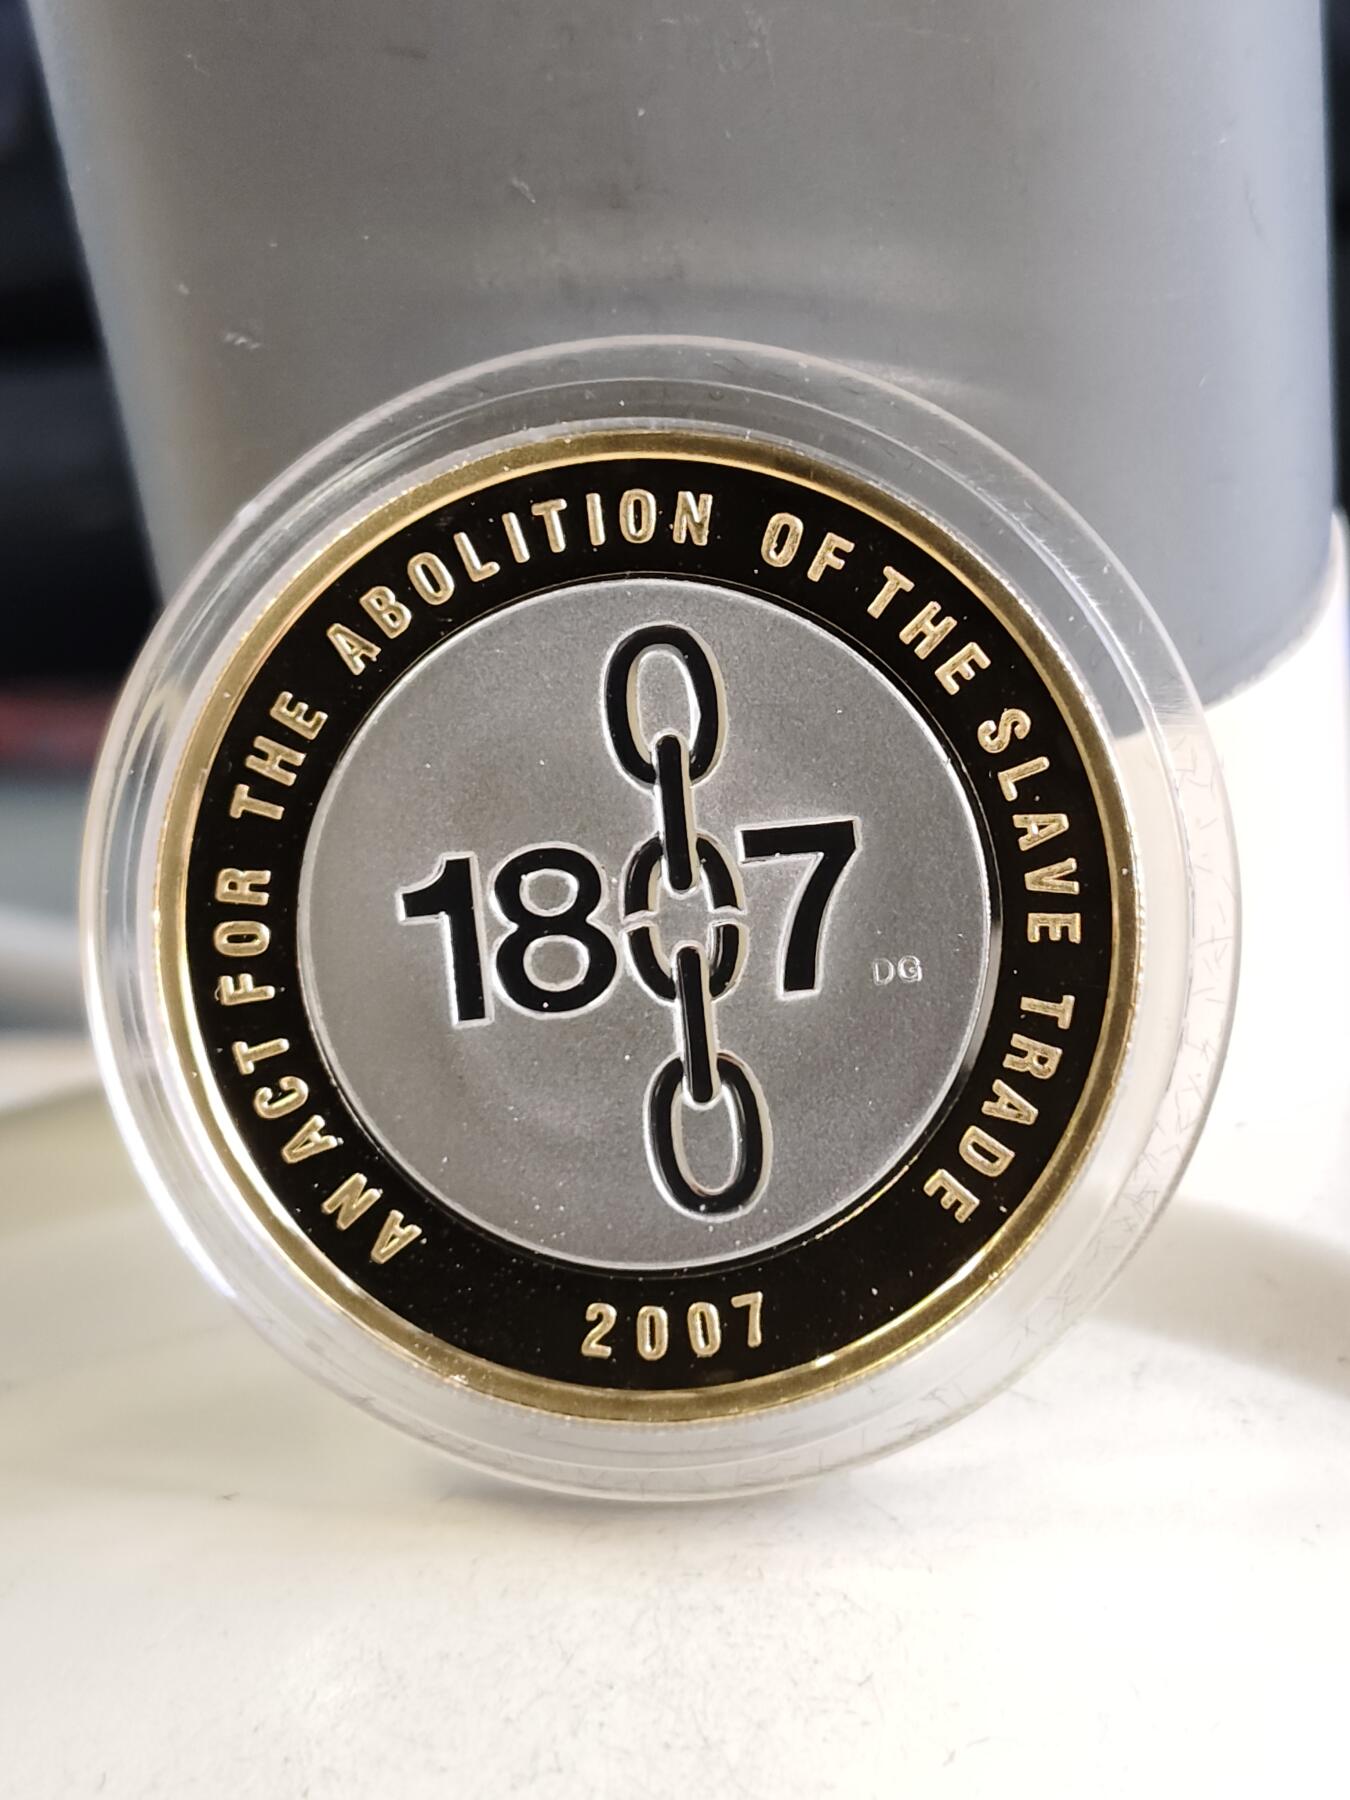 AN ACT FOR THE ABOLITION OF THE SLAVE TRADE
1807
DG
2007